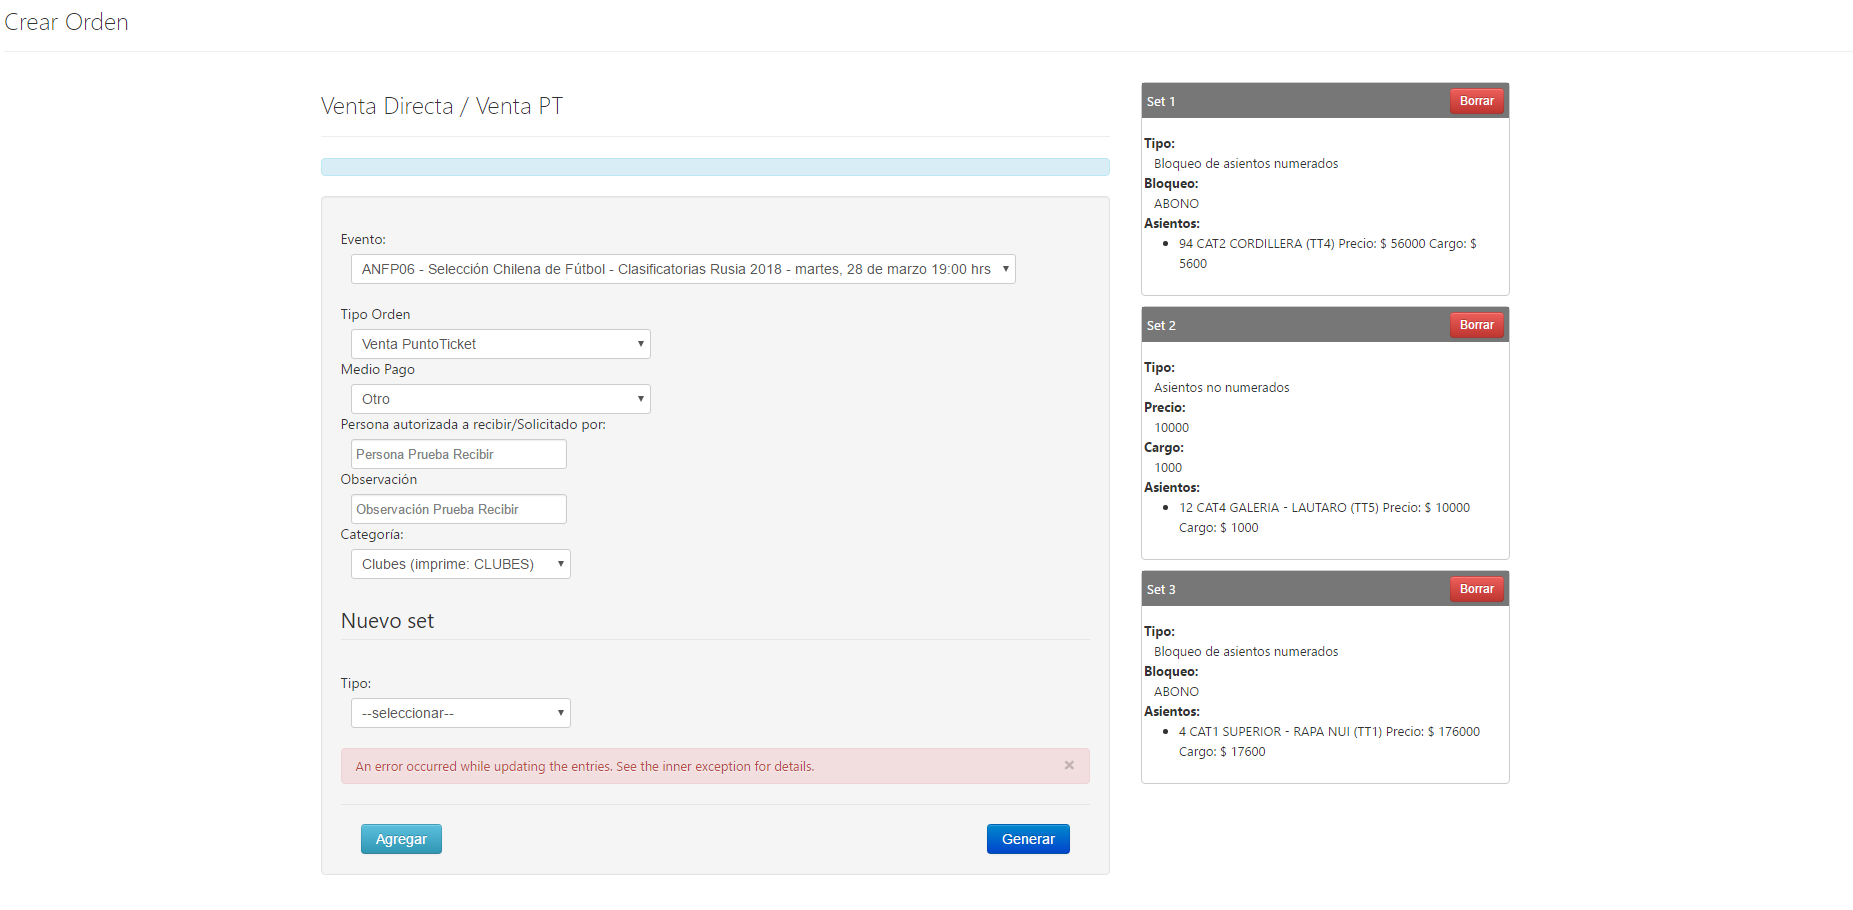 Crear Orden
Venta Directa / Venta PT
Evento:
ANFP06 - Selección Chilena de Fútbol - Clasificatorias Rusia 2018 - martes, 28 de marzo 19:00 hrs
Tipo Orden
Venta PuntoTicket
Medio Pago
Otro
Persona autorizada a recibir/Solicitado por:
Persona Prueba Recibir
Observación
Observación Prueba Recibir
Categoría:
Clubes (imprime: CLUBES)
Nuevo set
Tipo:
--seleccionar--
An error occurred while updating the entries. See the inner exception for details.
×
Agregar
Generar
Set 1
Borrar
Tipo:
Bloqueo de asientos numerados
Bloqueo:
ABONO
Asientos:
94 CAT2 CORDILLERA (TT4) Precio: $ 56000 Cargo: $
5600
Set 2
Borrar
Tipo:
Asientos no numerados
Precio:
10000
Cargo:
1000
Asientos:
12 CAT4 GALERIA - LAUTARO (TT5) Precio: $ 10000
Cargo: $ 1000
Set 3
Borrar
Tipo:
Bloqueo de asientos numerados
Bloqueo:
ABONO
Asientos:
4 CAT1 SUPERIOR - RAPA NUI (TT1) Precio: $ 176000
Cargo: $ 17600